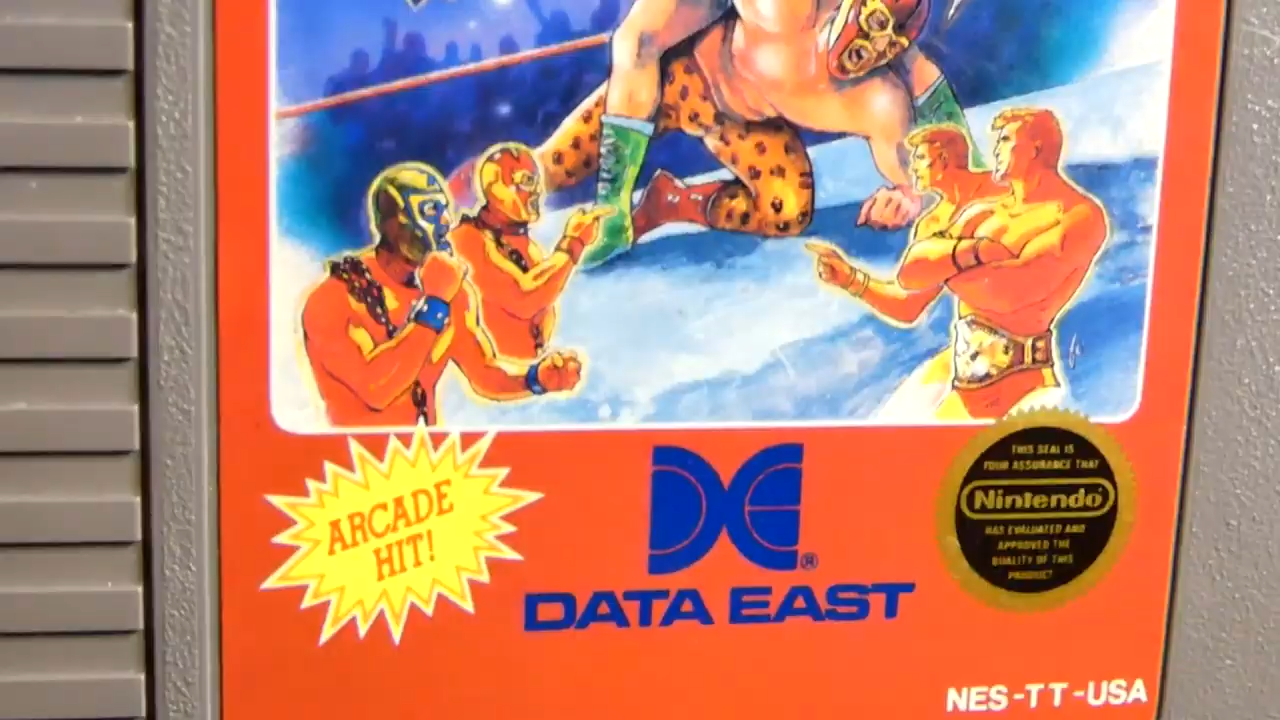 ARCADE
HIT!
DATA EAST
®
THIS SEAL IS
YOUR ASSURANCE THAT
Nintendo®
HAS EVALUATED AND
APPROVED THE
QUALITY OF THIS
PRODUCT
NES-TT-USA